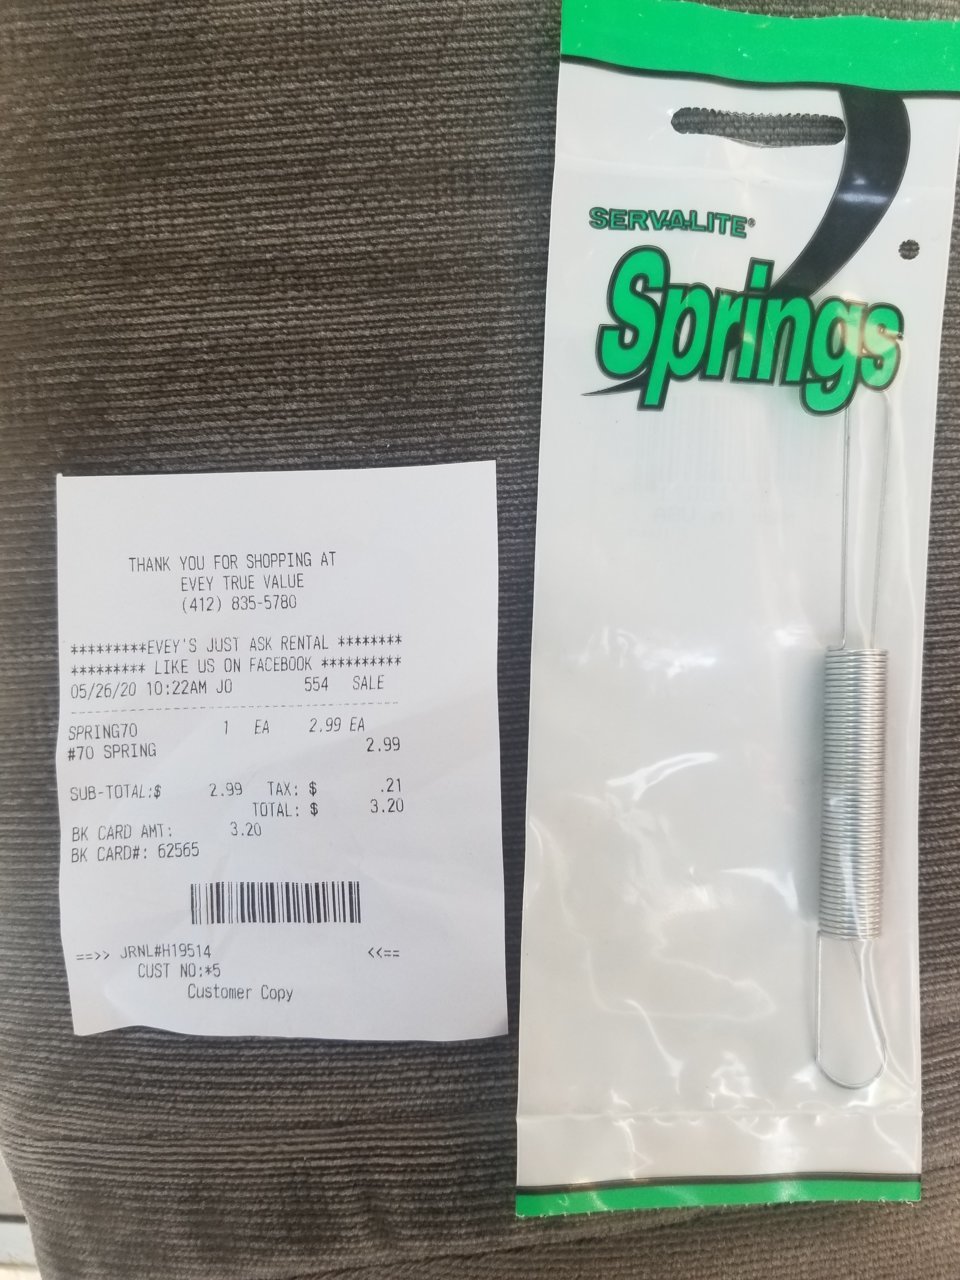 THANK YOU FOR SHOPPING AT
EVEY TRUE VALUE
(412) 835-5780
*********EVEY'S JUST ASK RENTAL ********
********* LIKE US ON FACEBOOK **********
05/26/20 10:22AM JO 554 SALE
SPRING70 1 EA 2.99 EA
#70 SPRING 2.99
SUB-TOTAL:$ 2.99 TAX: $ .21
TOTAL: $ 3.20
BK CARD AMT: 3.20
BK CARD#: 62565
==>> JRNL#H19514 <<==
CUST NO:*5
Customer Copy
SERV-A-LITE®
Springs